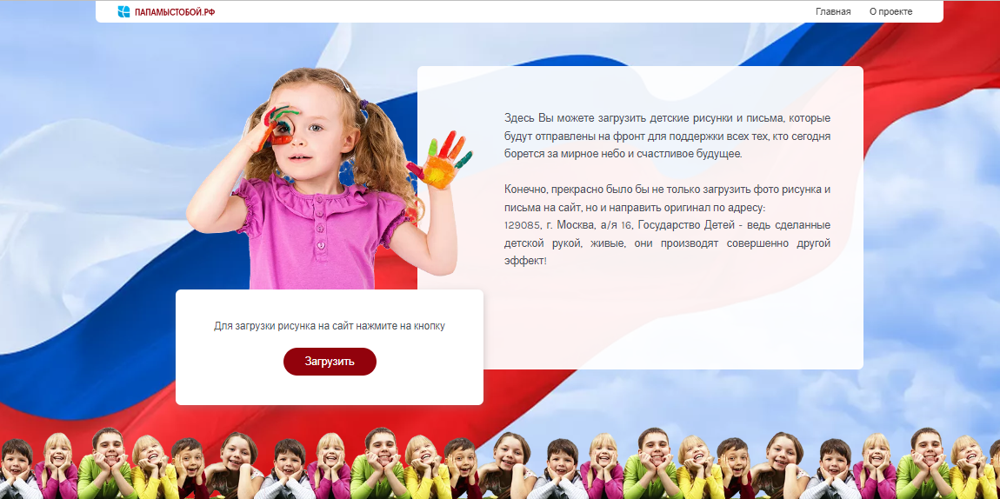 ПАПАМЫСТОБОЙ.РФ
Главная О проекте
Здесь Вы можете загрузить детские рисунки и письма, которые
будут отправлены на фронт для поддержки всех тех, кто сегодня
борется за мирное небо и счастливое будущее.
Конечно, прекрасно было бы не только загрузить фото рисунка и
письма на сайт, но и направить оригинал по адресу:
129085, г. Москва, а/я 16, Государство Детей - ведь сделанные
детской рукой, живые, они производят совершенно другой
эффект!
Для загрузки рисунка на сайт нажмите на кнопку
Загрузить